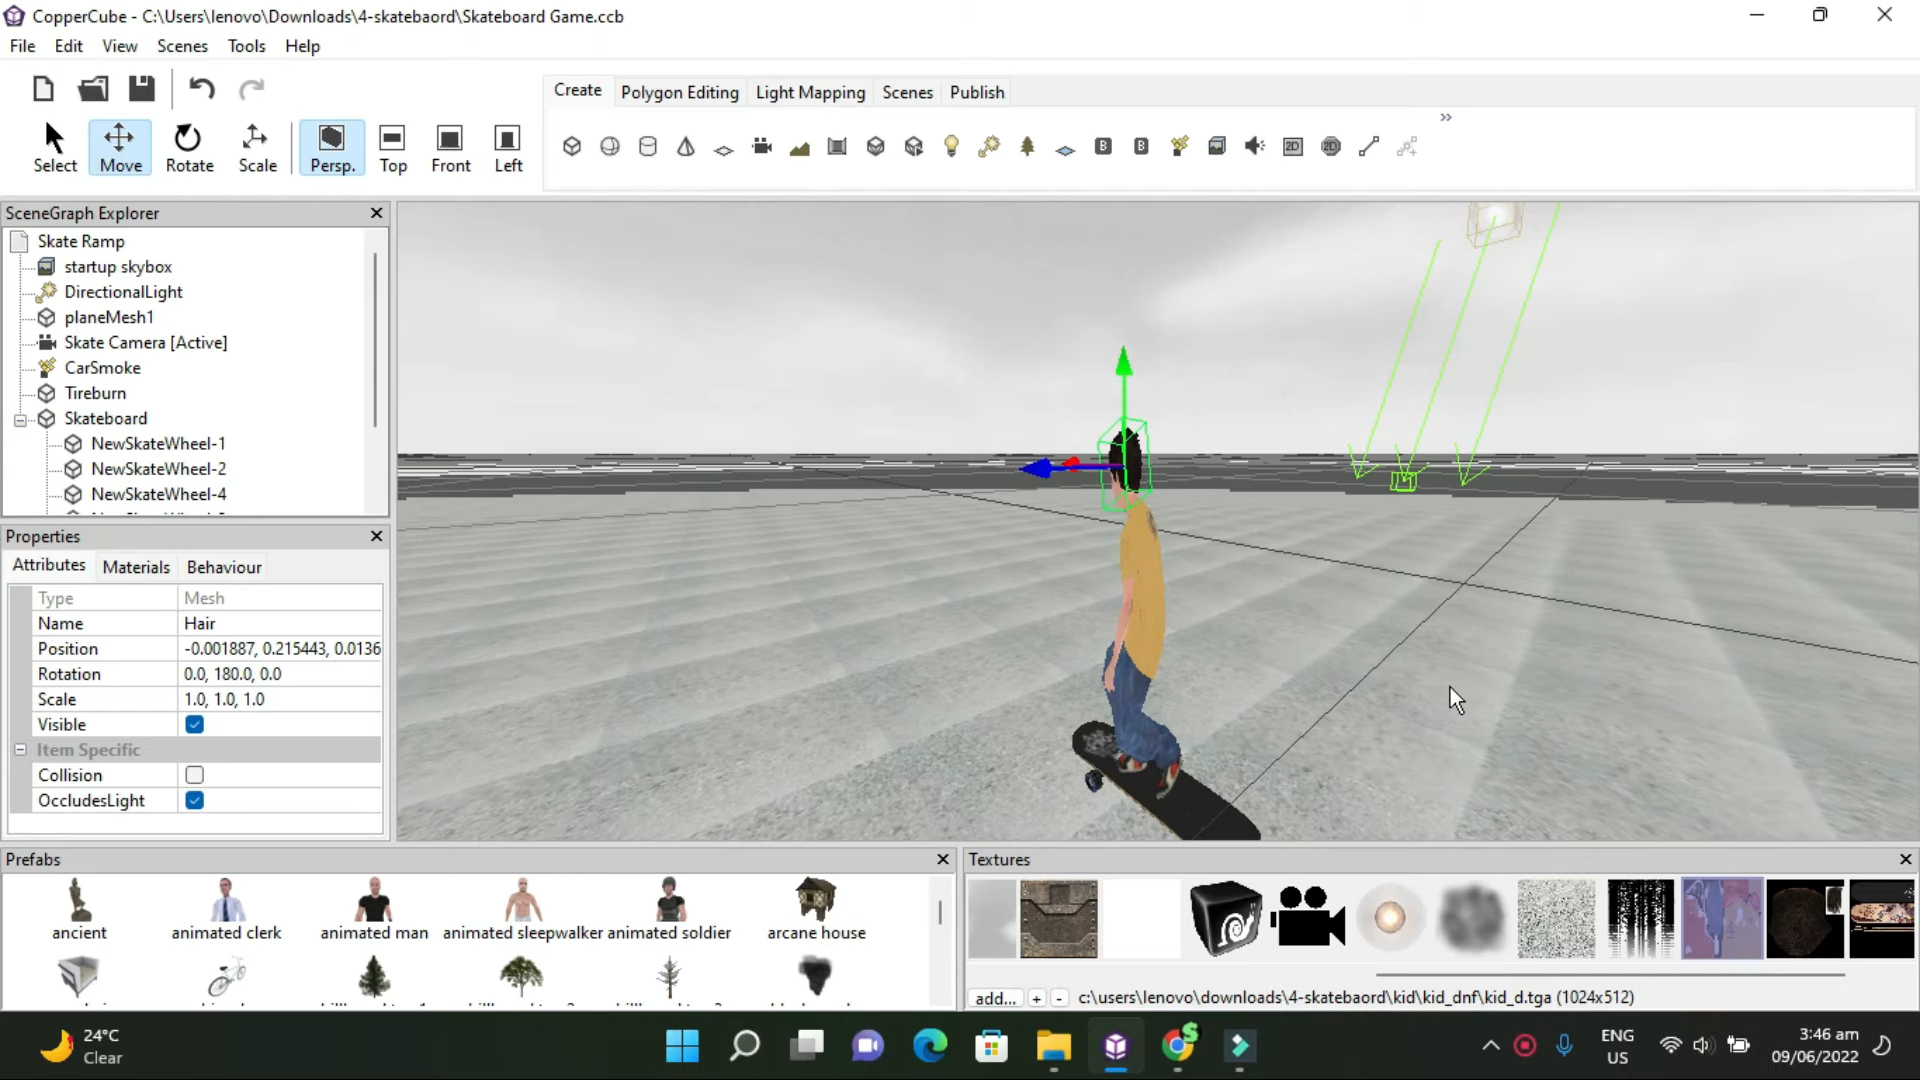 CopperCube - C:\Users\lenovo\Downloads\4-skatebaord\Skateboard Game.ccb
File Edit View Scenes Tools Help
Create Polygon Editing Light Mapping Scenes Publish
Select Move Rotate Scale Persp. Top Front Left
»
B B 2D 2D
SceneGraph Explorer
Skate Ramp
startup skybox
DirectionalLight
planeMesh1
Skate Camera [Active]
CarSmoke
Tireburn
Skateboard
NewSkateWheel-1
NewSkateWheel-2
NewSkateWheel-4
Properties
Attributes Materials Behaviour
Type Mesh
Name Hair
Position -0.001887, 0.215443, 0.0136
Rotation 0.0, 180.0, 0.0
Scale 1.0, 1.0, 1.0
Visible
Item Specific
Collision
OccludesLight
Prefabs
ancient animated clerk animated man animated sleepwalker animated soldier arcane house
Textures
add... + - c:\users\lenovo\downloads\4-skatebaord\kid\kid_dnf\kid_d.tga (1024x512)
24°C
Clear
ENG
US
3:46 am
09/06/2022